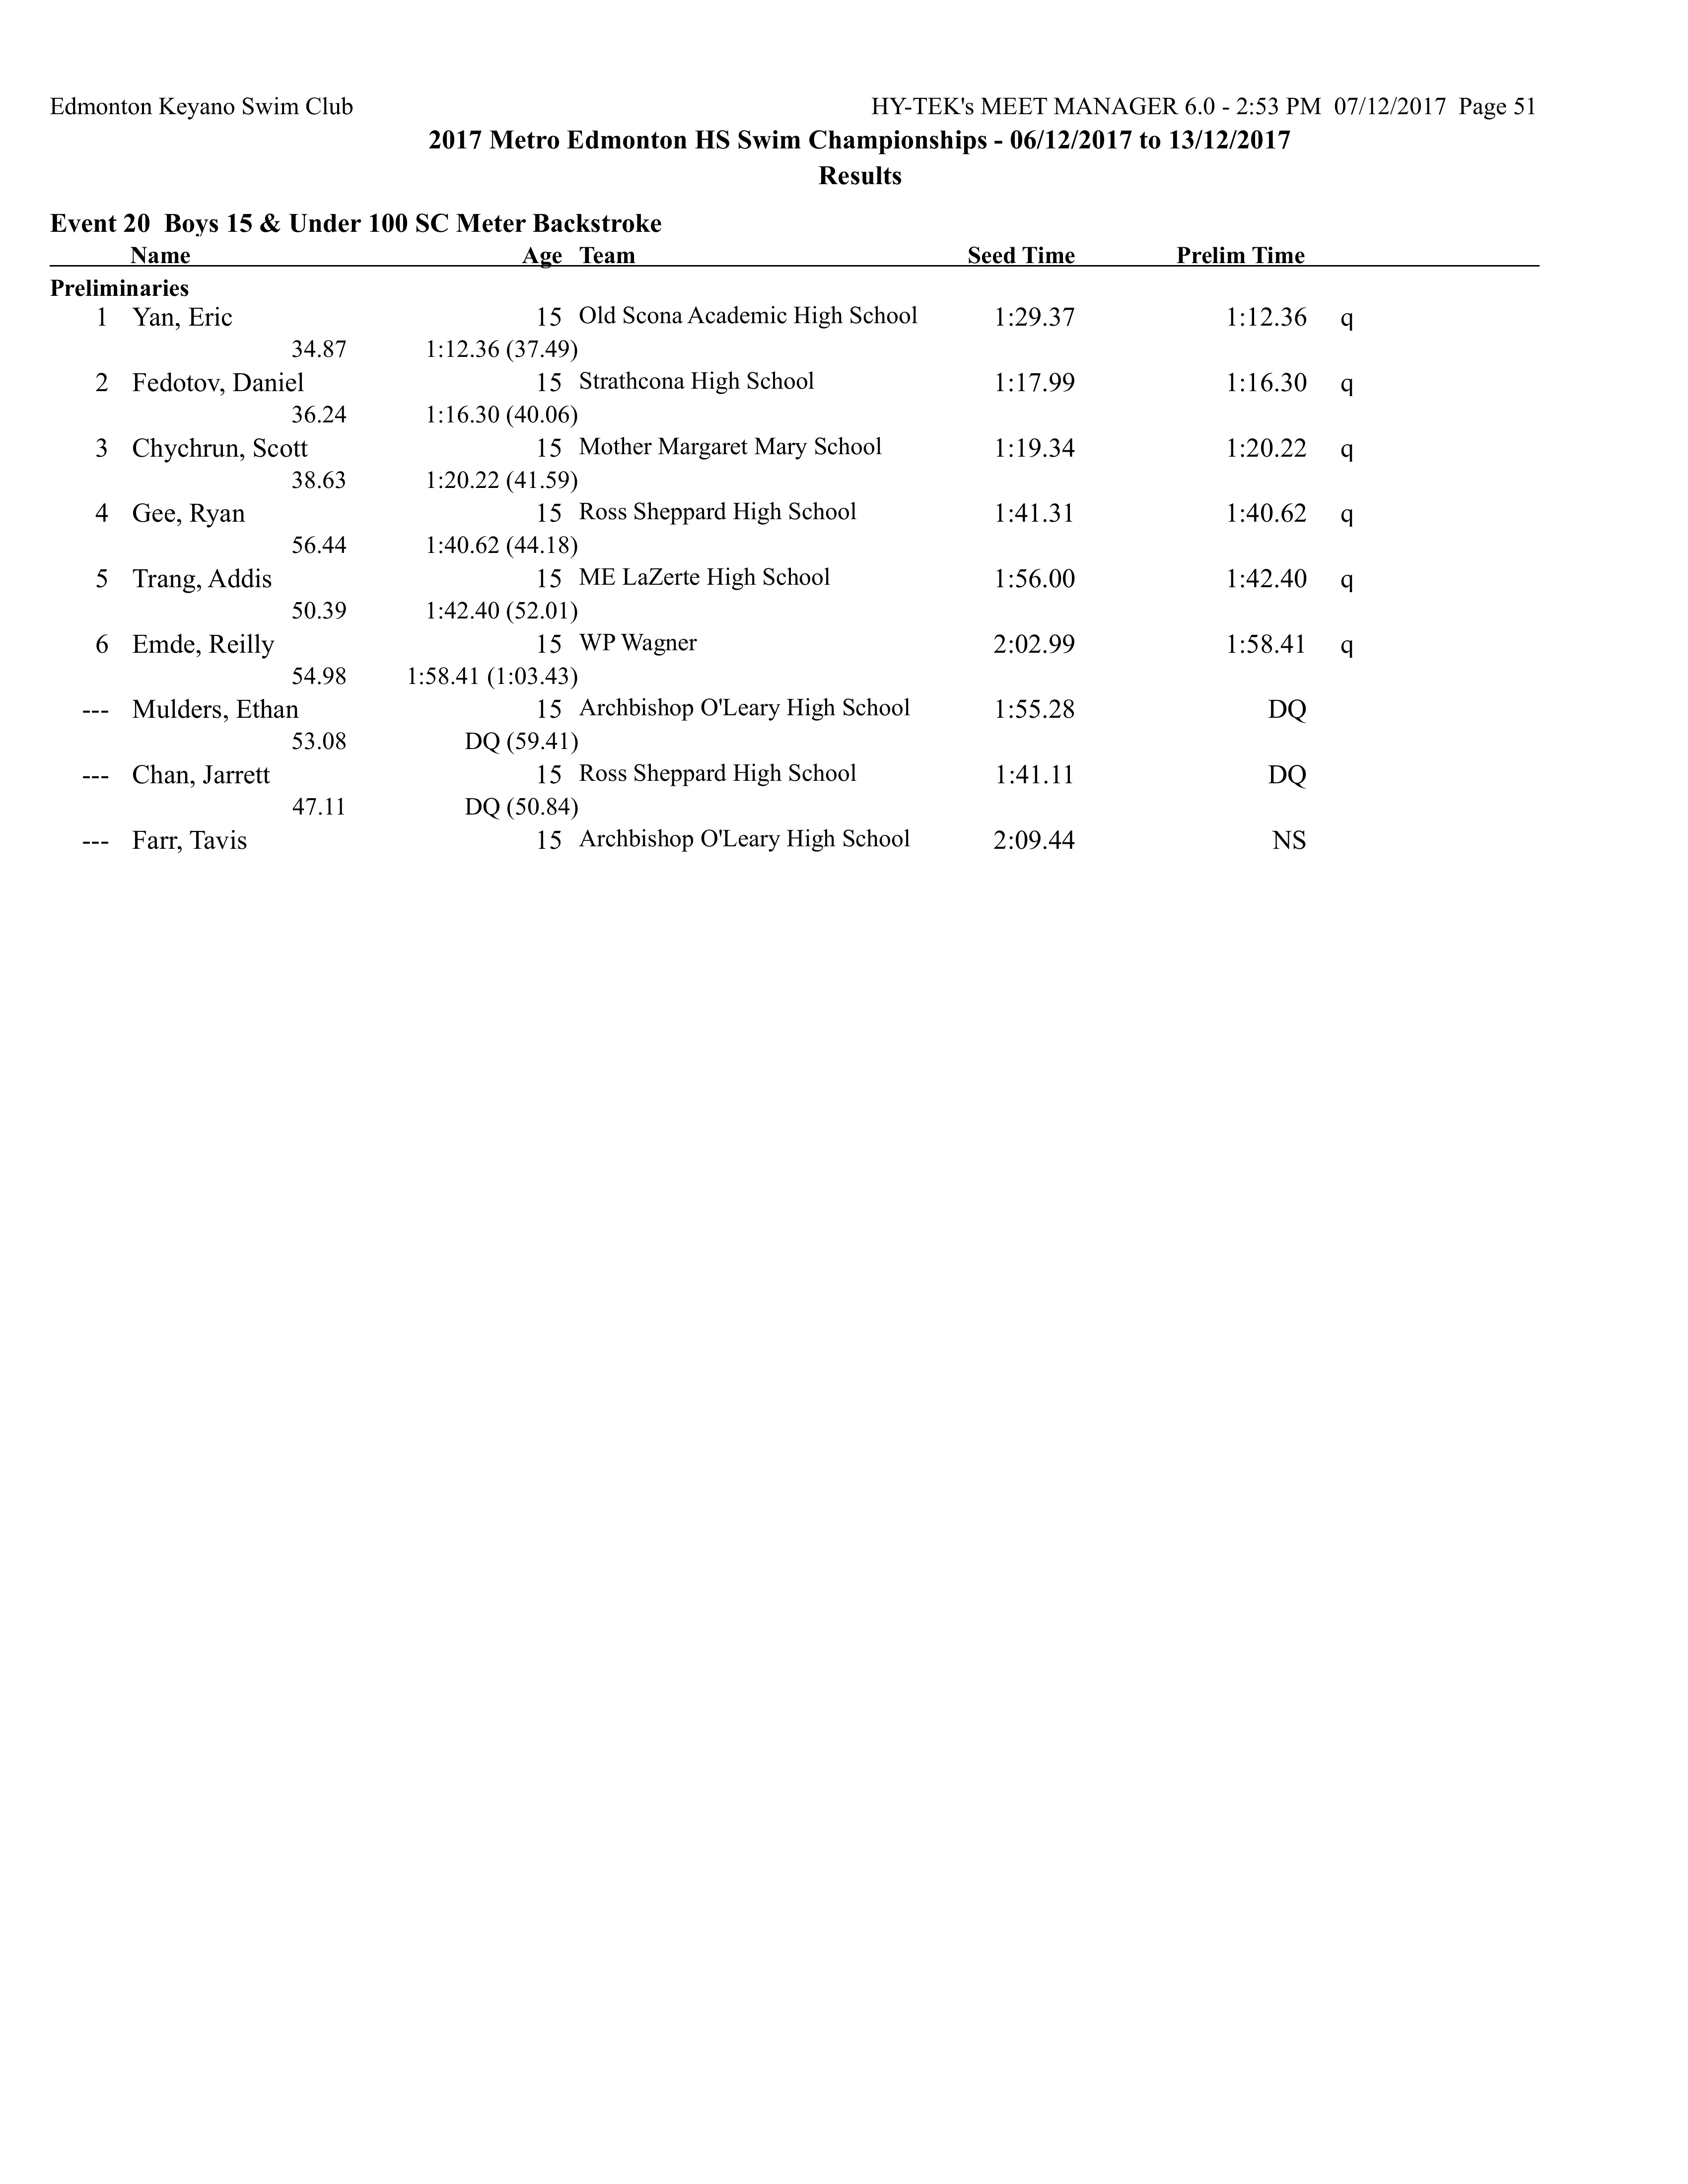 Edmonton Keyano Swim Club HY-TEK's MEET MANAGER 6.0 - 2:53 PM 07/12/2017 Page 51
2017 Metro Edmonton HS Swim Championships - 06/12/2017 to 13/12/2017
Results
Event 20 Boys 15 & Under 100 SC Meter Backstroke
Name Age Team Seed Time Prelim Time
Preliminaries
1 Yan, Eric 15 Old Scona Academic High School 1:29.37 1:12.36 q
34.87 1:12.36 (37.49)
2 Fedotov, Daniel 15 Strathcona High School 1:17.99 1:16.30 q
36.24 1:16.30 (40.06)
3 Chychrun, Scott 15 Mother Margaret Mary School 1:19.34 1:20.22 q
38.63 1:20.22 (41.59)
4 Gee, Ryan 15 Ross Sheppard High School 1:41.31 1:40.62 q
56.44 1:40.62 (44.18)
5 Trang, Addis 15 ME LaZerte High School 1:56.00 1:42.40 q
50.39 1:42.40 (52.01)
6 Emde, Reilly 15 WP Wagner 2:02.99 1:58.41 q
54.98 1:58.41 (1:03.43)
--- Mulders, Ethan 15 Archbishop O'Leary High School 1:55.28 DQ
53.08 DQ (59.41)
--- Chan, Jarrett 15 Ross Sheppard High School 1:41.11 DQ
47.11 DQ (50.84)
--- Farr, Tavis 15 Archbishop O'Leary High School 2:09.44 NS